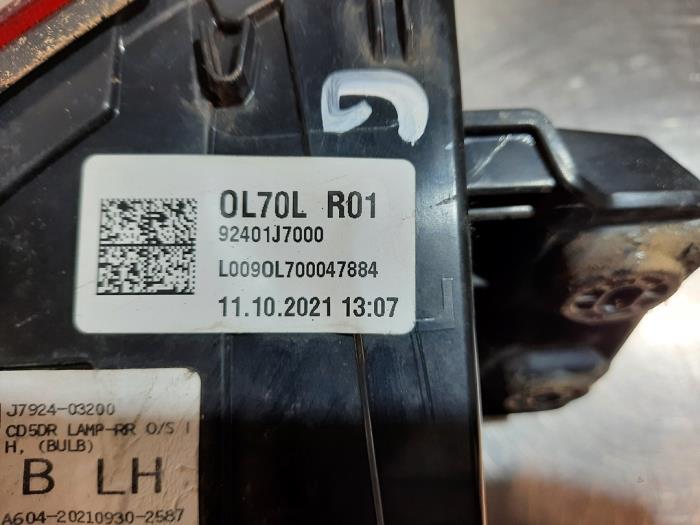 G
OL70L R01
92401J7000
L009OL700047884
11.10.2021 13:07
J7924-03200
CD5DR LAMP-RR O/S I
H, (BULB)
B LH
A604-20210930-2587